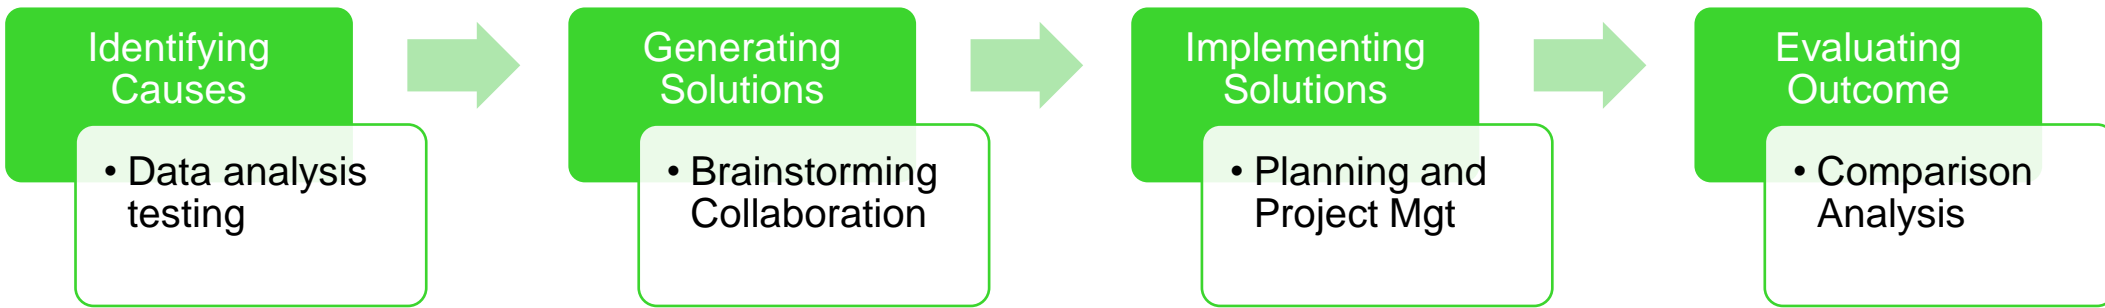 Identifying
Causes
• Data analysis
testing
Generating
Solutions
• Brainstorming
Collaboration
Implementing
Solutions
• Planning and
Project Mgt
Evaluating
Outcome
• Comparison
Analysis